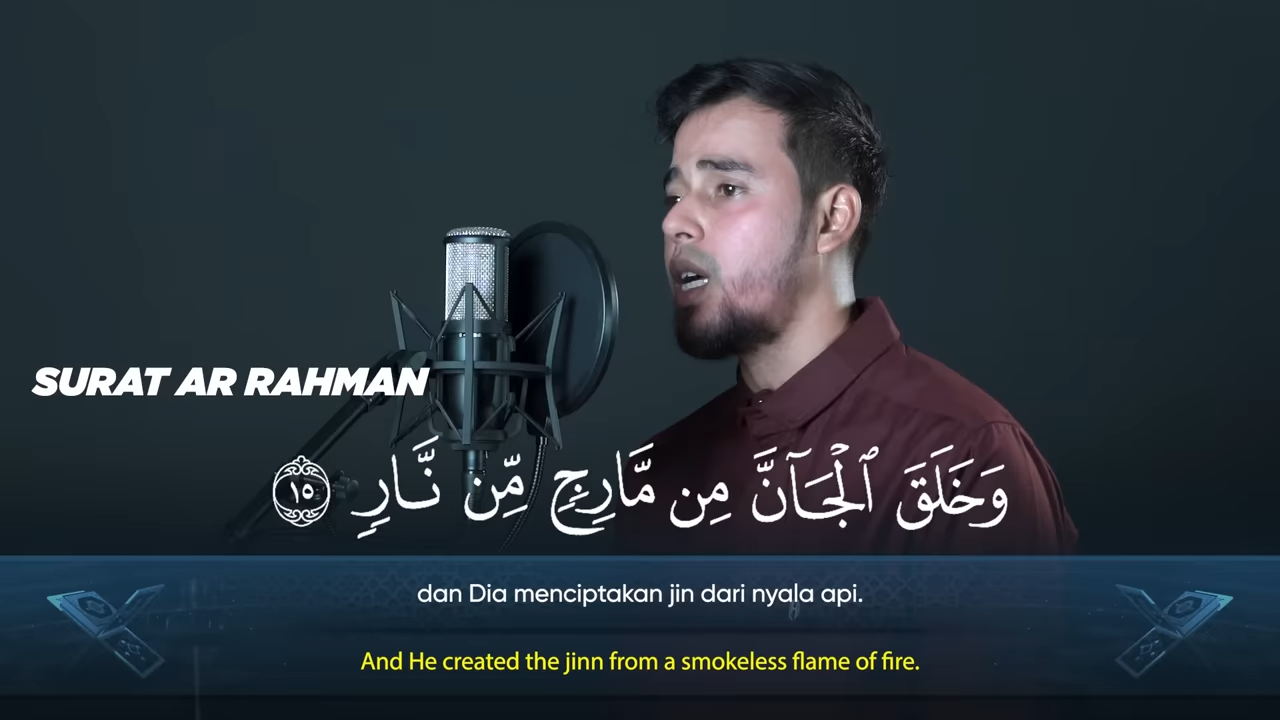 SURAT AR RAHMAN
وَخَلَقَ ٱلْجَآنَّ مِن مَّارِجٍ مِّن نَّارٍ ١٥
dan Dia menciptakan jin dari nyala api.
And He created the jinn from a smokeless flame of fire.